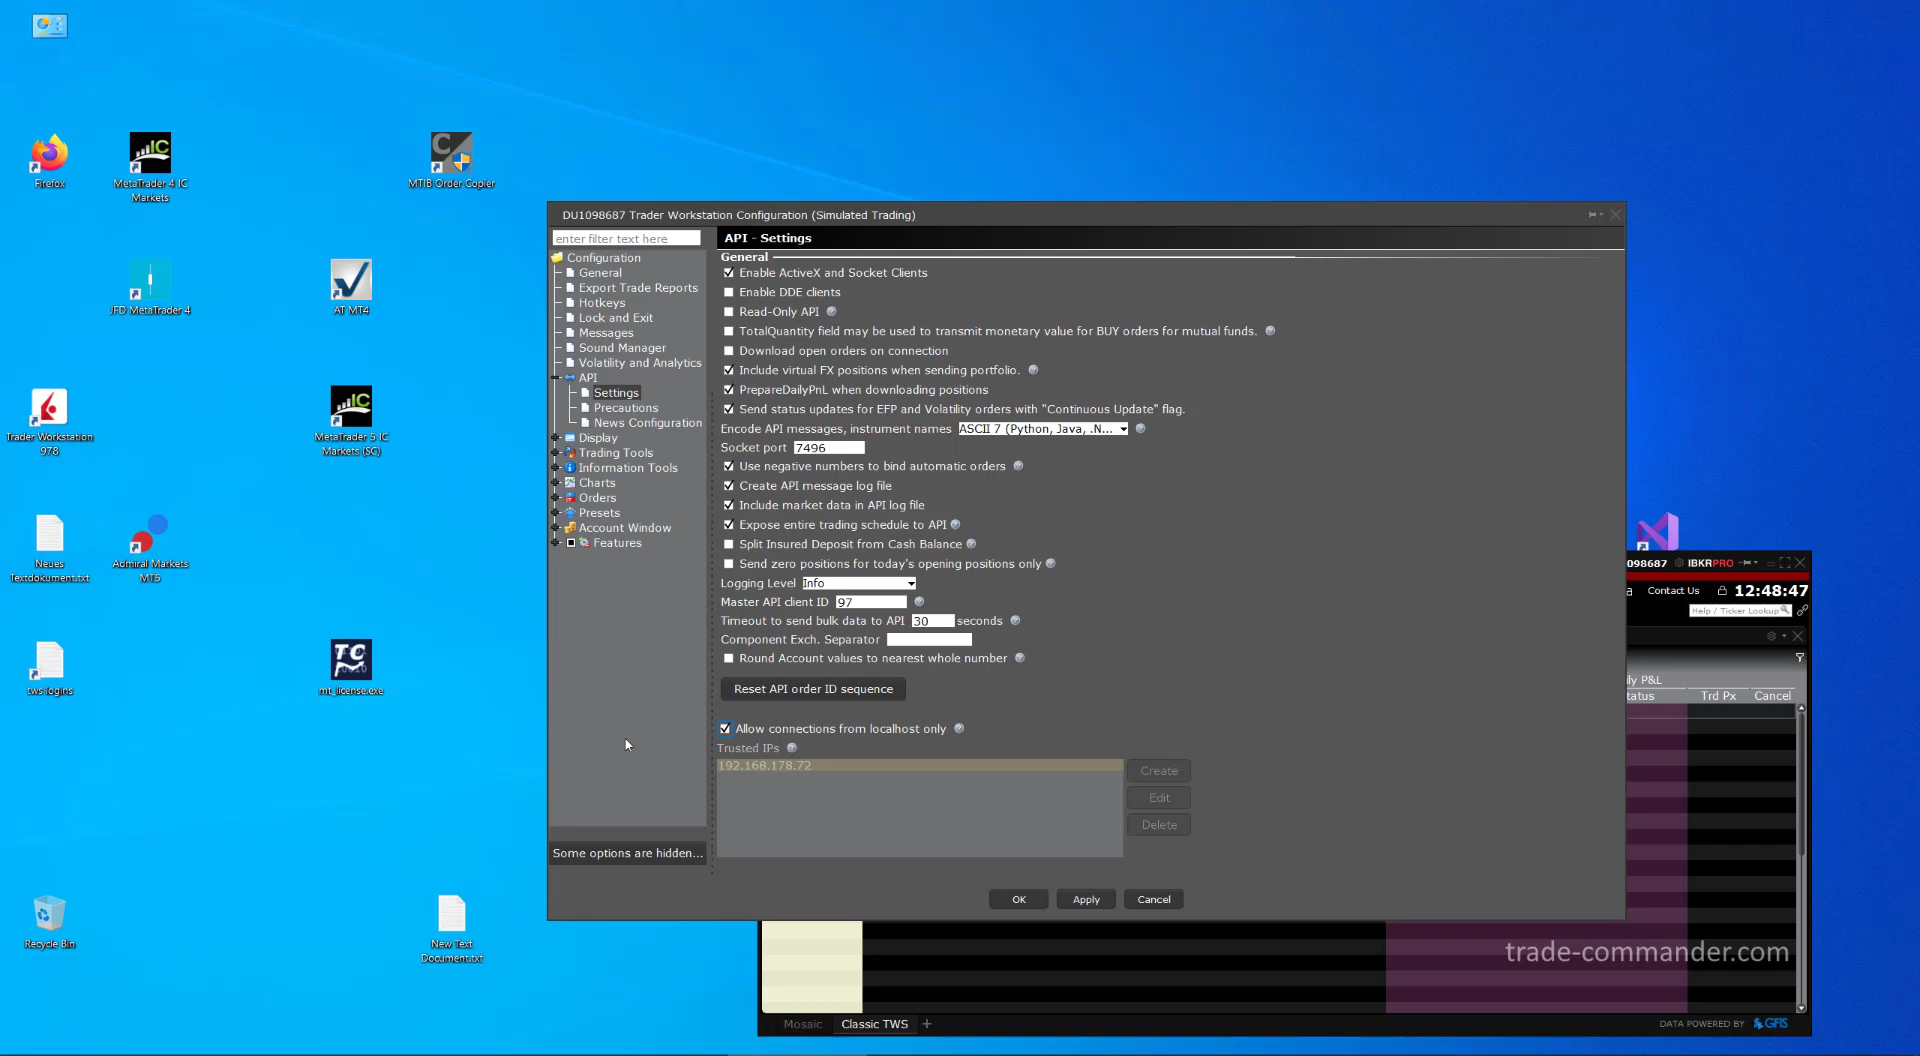 Firefox
MetaTrader 4 IC
Markets
MTIB Order Copier
JFD MetaTrader 4
AT MT4
Trader Workstation
978
MetaTrader 5 IC
Markets (SC)
Neues
Textdokument.txt
Admiral Markets
MT5
tws logins
mt_license.exe
Recycle Bin
New Text
Document.txt
DU1098687 Trader Workstation Configuration (Simulated Trading)
enter filter text here
Configuration
General
Export Trade Reports
Hotkeys
Lock and Exit
Messages
Sound Manager
Volatility and Analytics
API
Settings
Precautions
News Configuration
Display
Trading Tools
Information Tools
Charts
Orders
Presets
Account Window
Features
Some options are hidden...
API - Settings
General
Enable ActiveX and Socket Clients
Enable DDE clients
Read-Only API
TotalQuantity field may be used to transmit monetary value for BUY orders for mutual funds.
Download open orders on connection
Include virtual FX positions when sending portfolio.
PrepareDailyPnL when downloading positions
Send status updates for EFP and Volatility orders with "Continuous Update" flag.
Encode API messages, instrument names ASCII 7 (Python, Java, .N...
Socket port 7496
Use negative numbers to bind automatic orders
Create API message log file
Include market data in API log file
Expose entire trading schedule to API
Split Insured Deposit from Cash Balance
Send zero positions for today's opening positions only
Logging Level Info
Master API client ID 97
Timeout to send bulk data to API 30 seconds
Component Exch. Separator
Round Account values to nearest whole number
Reset API order ID sequence
Allow connections from localhost only
Trusted IPs
192.168.178.72
Create
Edit
Delete
OK Apply Cancel
098687 IBKRPRO
a Contact Us 12:48:47
Help / Ticker Lookup
ily P&L
tatus Trd Px Cancel
trade-commander.com
Mosaic Classic TWS +
DATA POWERED BY GFIS